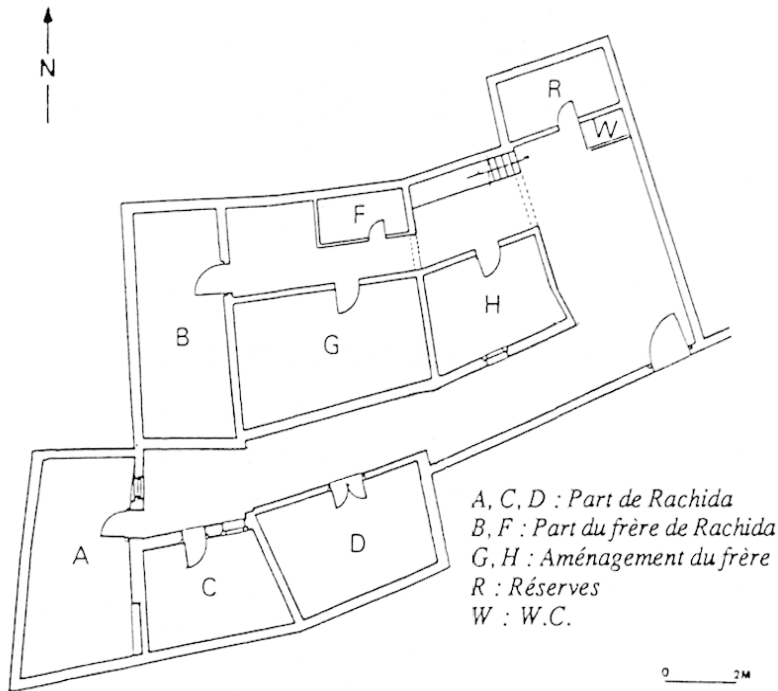 N
R
W
F
B
G
H
A
C
D
A, C, D : Part de Rachida
B, F : Part du frère de Rachida
G, H : Aménagement du frère
R : Réserves
W : W.C.
0 2M